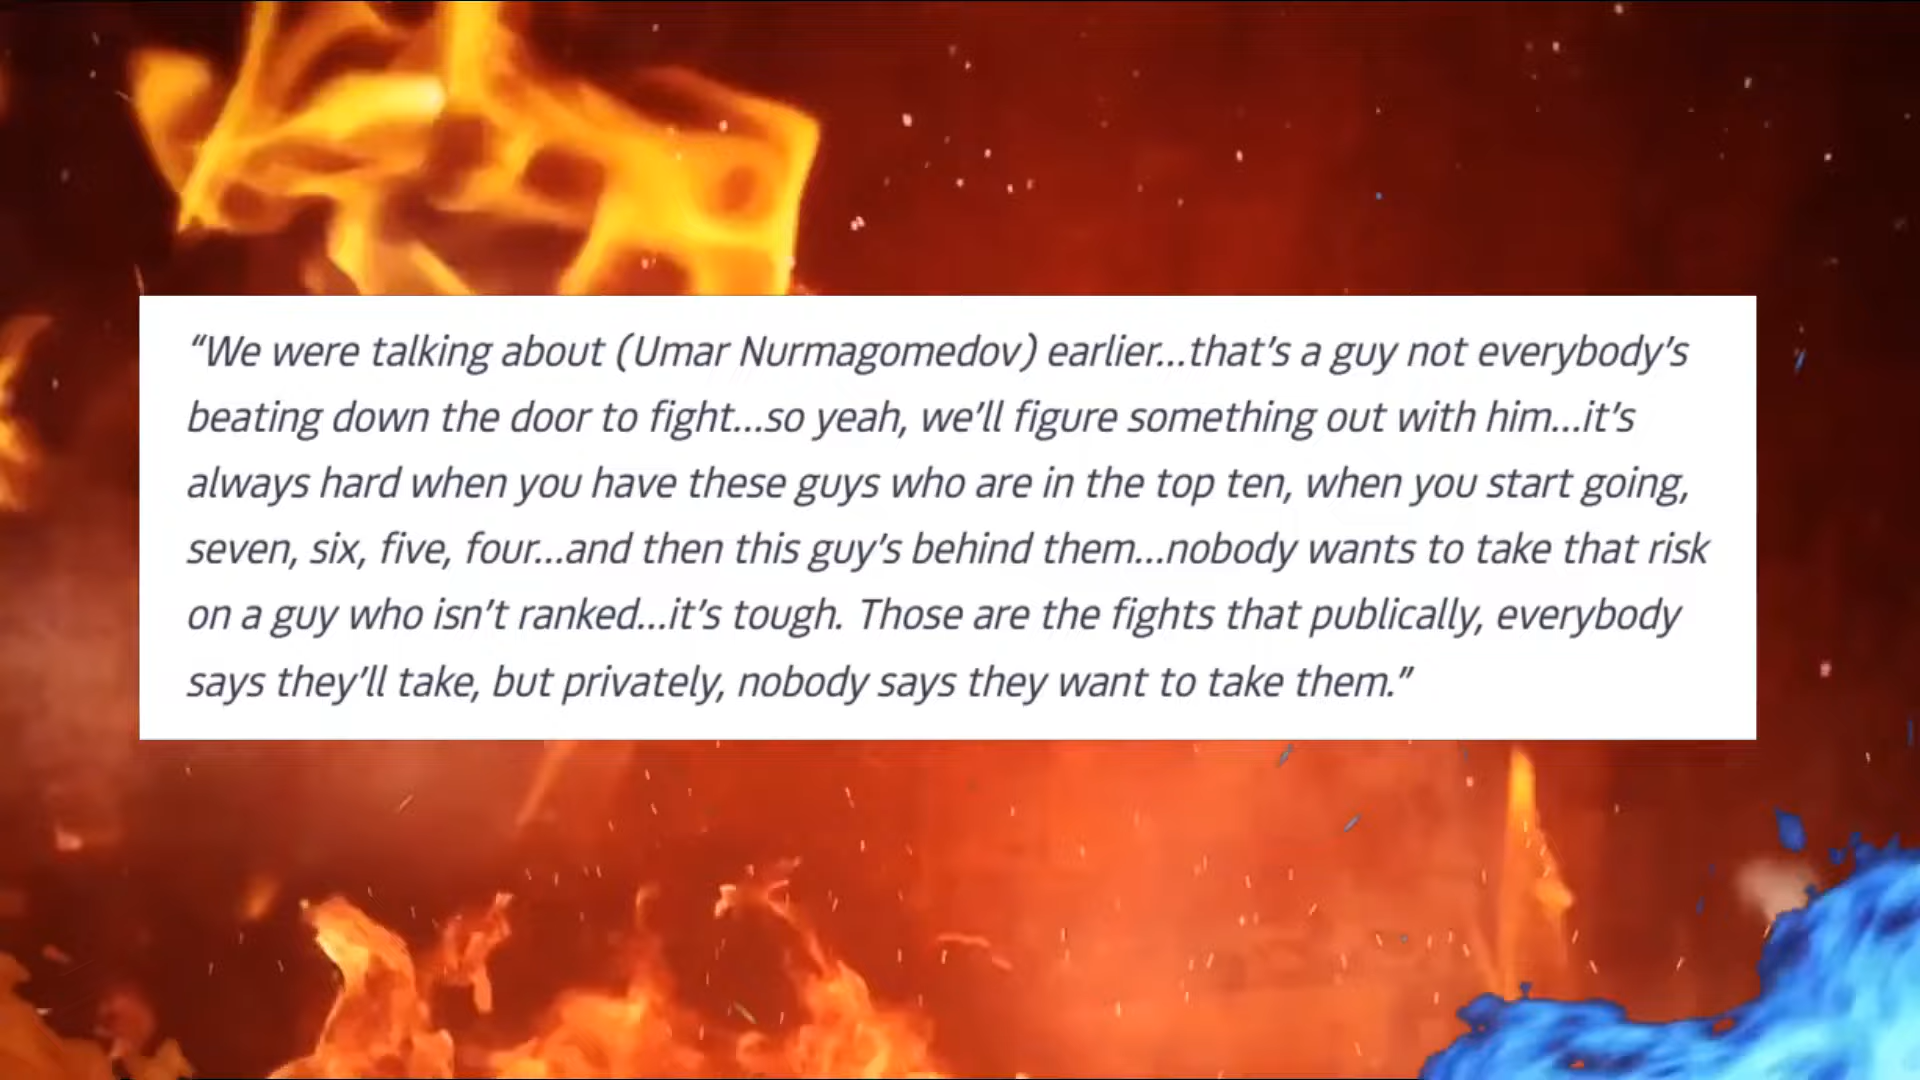 “We were talking about (Umar Nurmagomedov) earlier...that’s a guy not everybody’s
beating down the door to fight...so yeah, we’ll figure something out with him...it’s
always hard when you have these guys who are in the top ten, when you start going,
seven, six, five, four...and then this guy’s behind them...nobody wants to take that risk
on a guy who isn’t ranked...it’s tough. Those are the fights that publically, everybody
says they’ll take, but privately, nobody says they want to take them.”